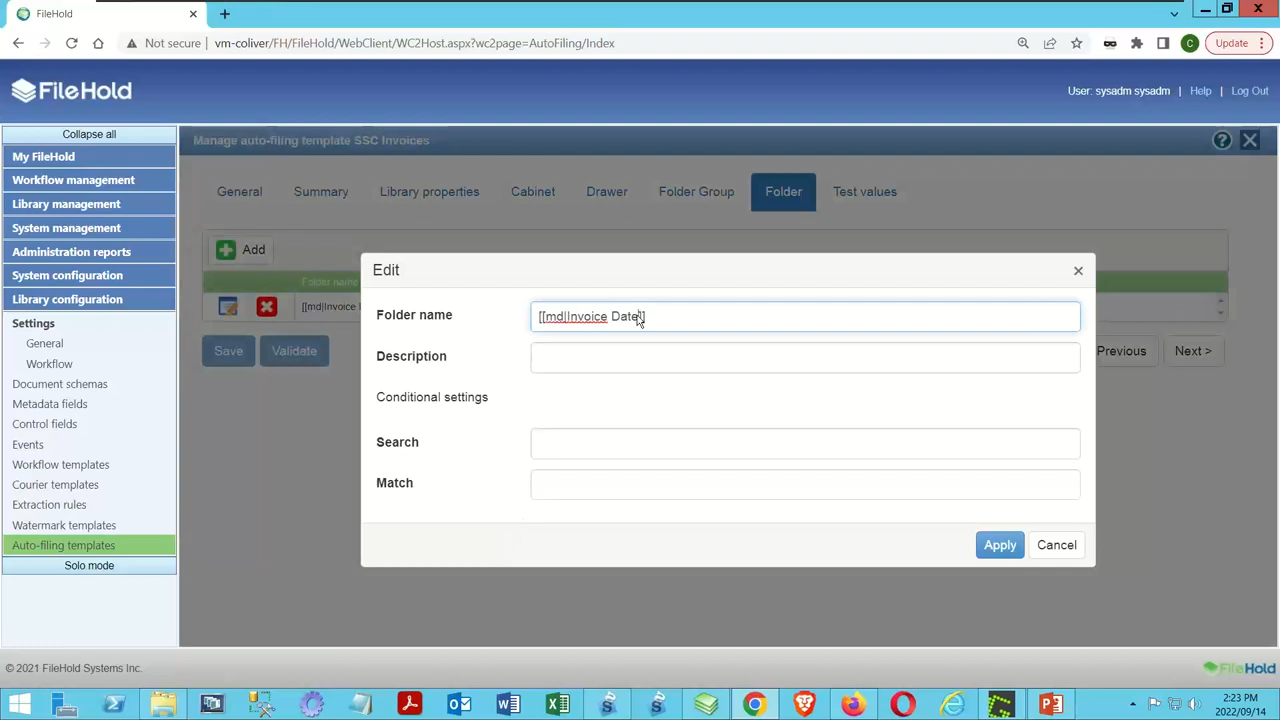 FileHold
Not secure
vm-coliver/FH/FileHold/WebClient/WC2Host.aspx?wc2page=AutoFiling/Index
C
Update
FileHold
User: sysadm sysadm | Help | Log Out
Collapse all
My FileHold
Workflow management
Library management
System management
Administration reports
System configuration
Library configuration
Settings
General
Workflow
Document schemas
Metadata fields
Control fields
Events
Workflow templates
Courier templates
Extraction rules
Watermark templates
Auto-filing templates
Solo mode
Manage auto-filing template SSC Invoices
General Summary Library properties Cabinet Drawer Folder Group Folder Test values
Add
Folder name
[[md|Invoice
Save Validate
Previous Next >
Edit
Folder name [[md|Invoice Date]]
Description
Conditional settings
Search
Match
Apply Cancel
© 2021 FileHold Systems Inc.
FileHold
2:23 PM
2022/09/14